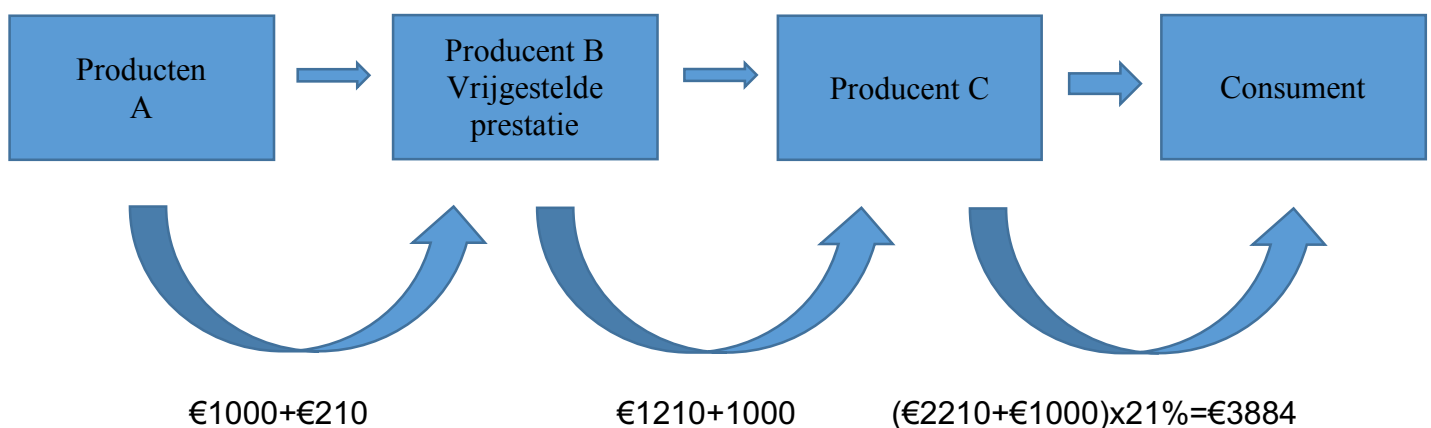 Producten
A
Producent B
Vrijgestelde
prestatie
Producent C
Consument
€1000+€210
€1210+1000
(€2210+€1000)x21%=€3884